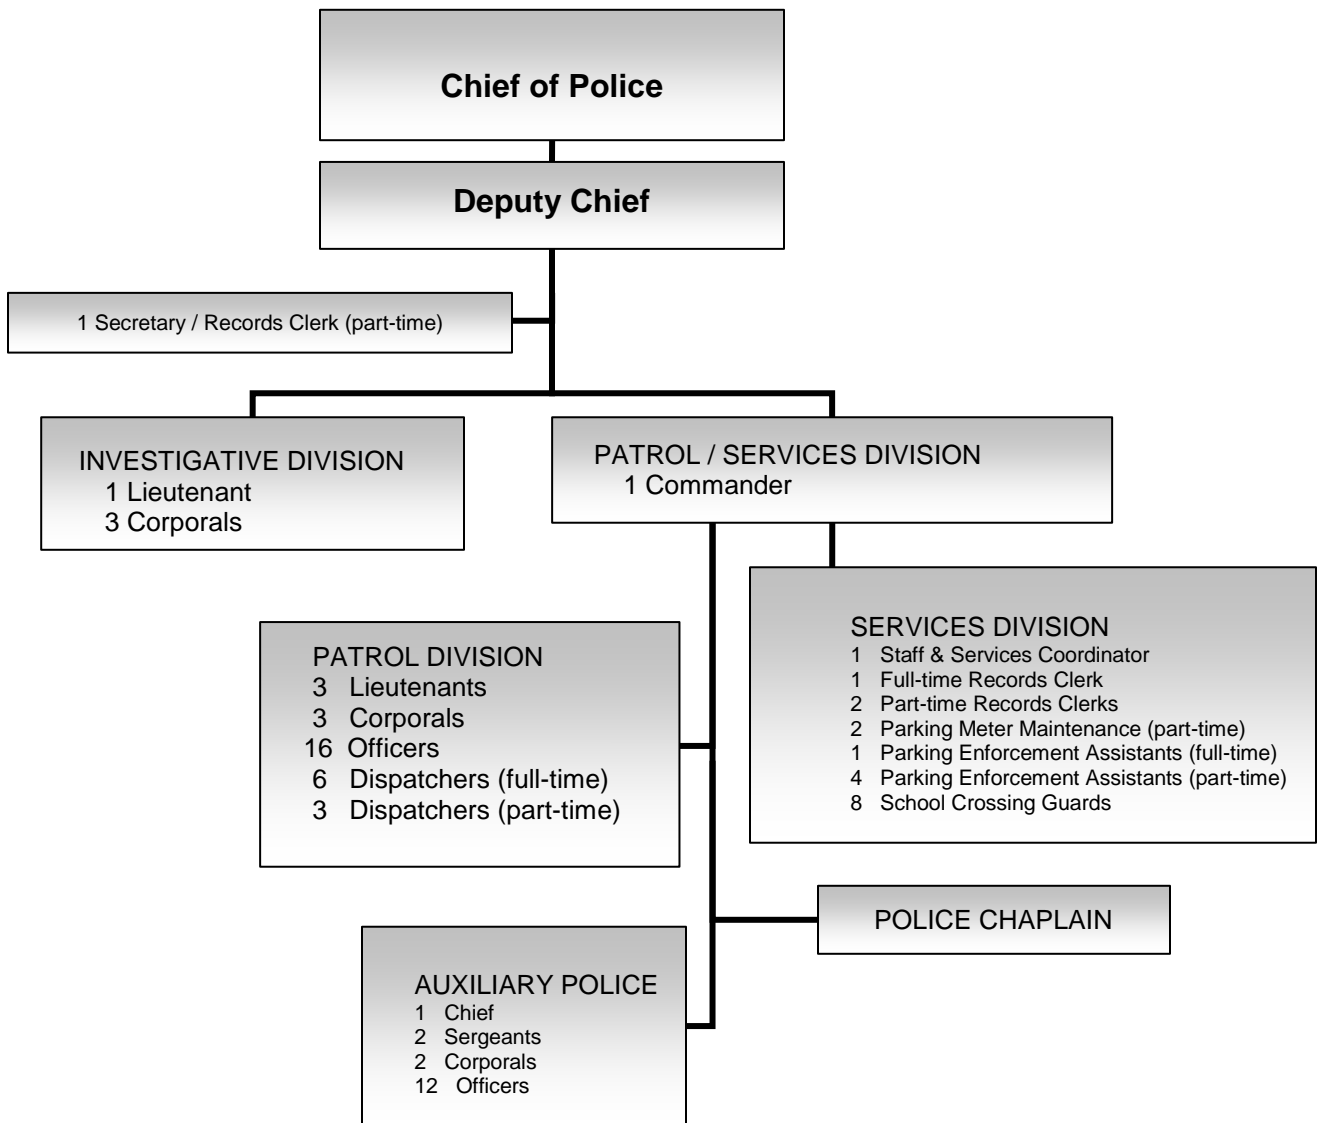 Chief of Police
Deputy Chief
1 Secretary / Records Clerk (part-time)
INVESTIGATIVE DIVISION
1 Lieutenant
3 Corporals
PATROL / SERVICES DIVISION
1 Commander
PATROL DIVISION
3 Lieutenants
3 Corporals
16 Officers
6 Dispatchers (full-time)
3 Dispatchers (part-time)
SERVICES DIVISION
1 Staff & Services Coordinator
1 Full-time Records Clerk
2 Part-time Records Clerks
2 Parking Meter Maintenance (part-time)
1 Parking Enforcement Assistants (full-time)
4 Parking Enforcement Assistants (part-time)
8 School Crossing Guards
POLICE CHAPLAIN
AUXILIARY POLICE
1 Chief
2 Sergeants
2 Corporals
12 Officers